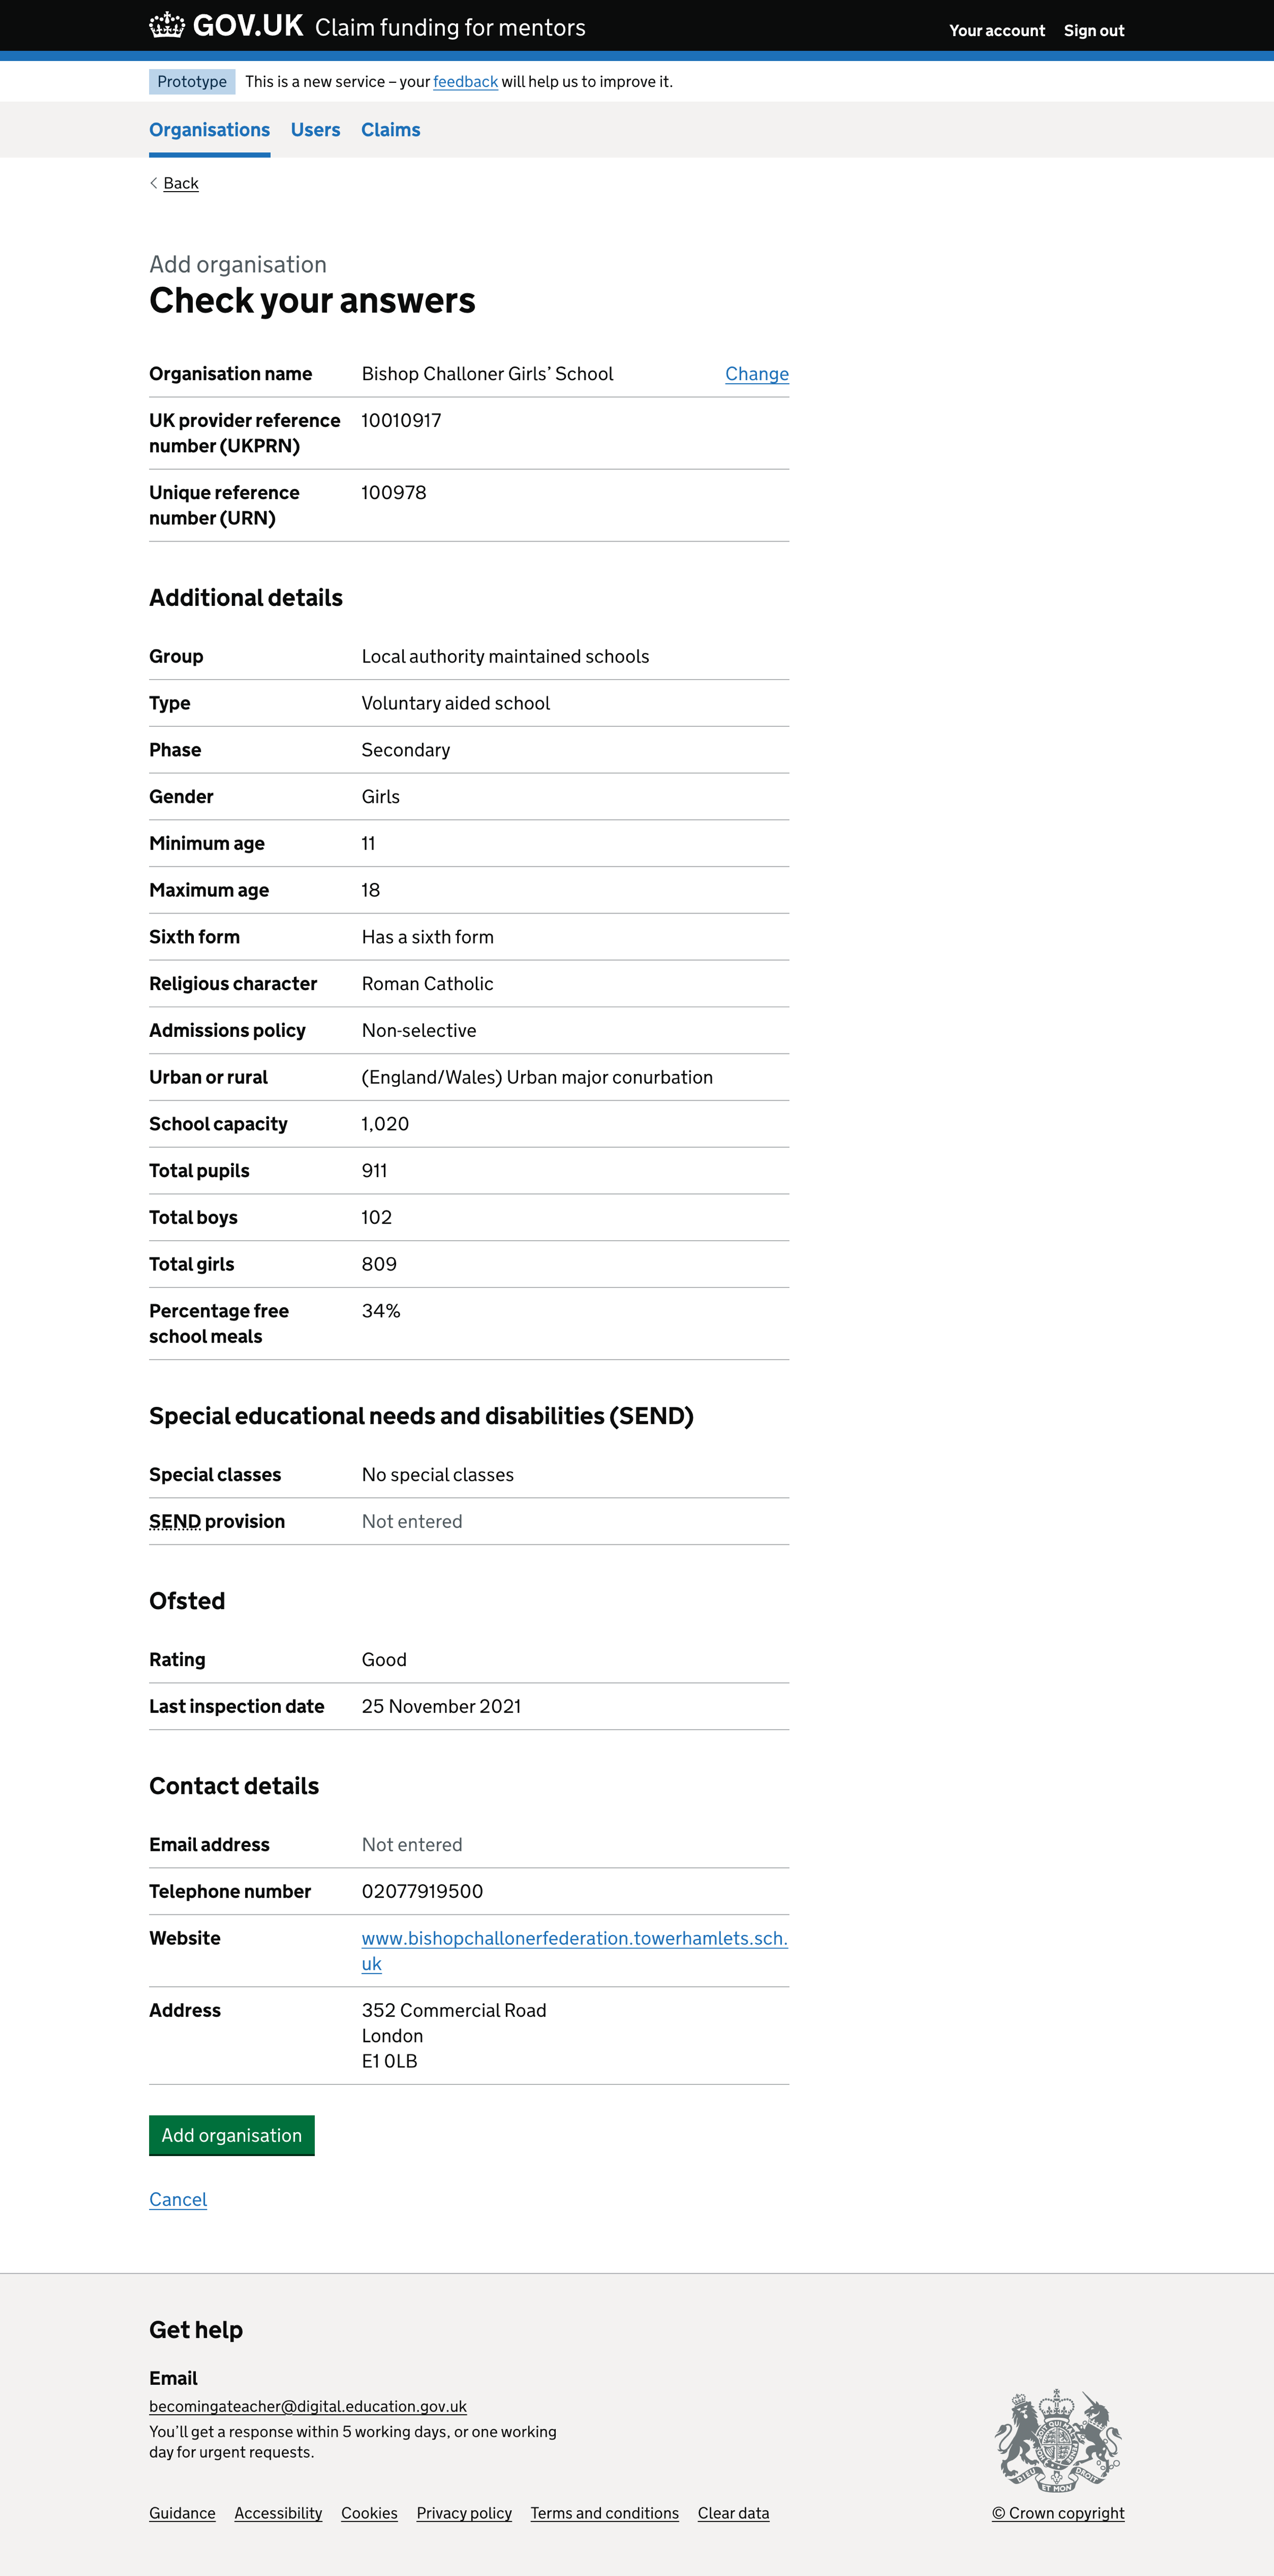 GOV.UK Claim funding for mentors
Your account Sign out
Prototype This is a new service – your feedback will help us to improve it.
Organisations Users Claims
Back
Add organisation
Check your answers
Organisation name Bishop Challoner Girls’ School Change
UK provider reference number (UKPRN) 10010917
Unique reference number (URN) 100978
Additional details
Group Local authority maintained schools
Type Voluntary aided school
Phase Secondary
Gender Girls
Minimum age 11
Maximum age 18
Sixth form Has a sixth form
Religious character Roman Catholic
Admissions policy Non-selective
Urban or rural (England/Wales) Urban major conurbation
School capacity 1,020
Total pupils 911
Total boys 102
Total girls 809
Percentage free school meals 34%
Special educational needs and disabilities (SEND)
Special classes No special classes
SEND provision Not entered
Ofsted
Rating Good
Last inspection date 25 November 2021
Contact details
Email address Not entered
Telephone number 02077919500
Website www.bishopchallonerfederation.towerhamlets.sch.uk
Address 352 Commercial Road
London
E1 0LB
Add organisation
Cancel
Get help
Email
becomingateacher@digital.education.gov.uk
You’ll get a response within 5 working days, or one working
day for urgent requests.
DIEU ET MON DROIT
Guidance Accessibility Cookies Privacy policy Terms and conditions Clear data
© Crown copyright